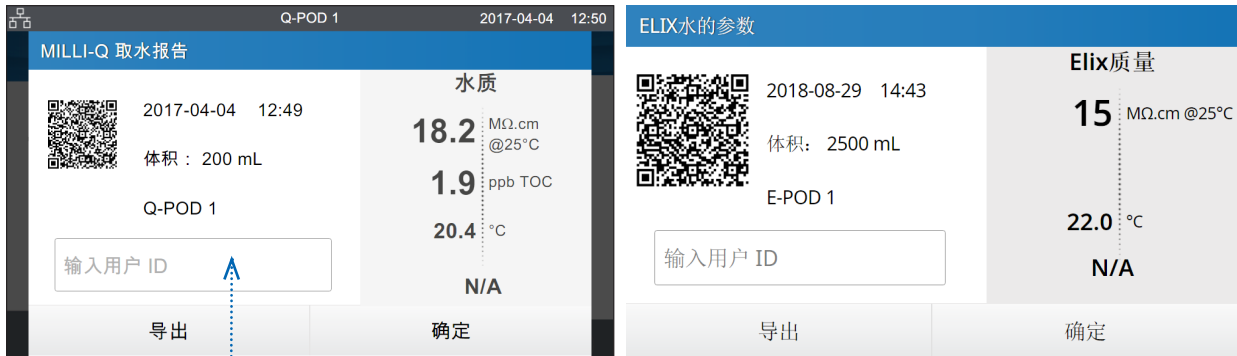 Q-POD 1 2017-04-04 12:50
MILLI-Q 取水报告
2017-04-04 12:49
体积： 200 mL
Q-POD 1
输入用户 ID
水质
18.2 MΩ.cm @25°C
1.9 ppb TOC
20.4 °C
N/A
导出 确定
ELIX水的参数
2018-08-29 14:43
体积： 2500 mL
E-POD 1
输入用户 ID
Elix质量
15 MΩ.cm @25°C
22.0 °C
N/A
导出 确定